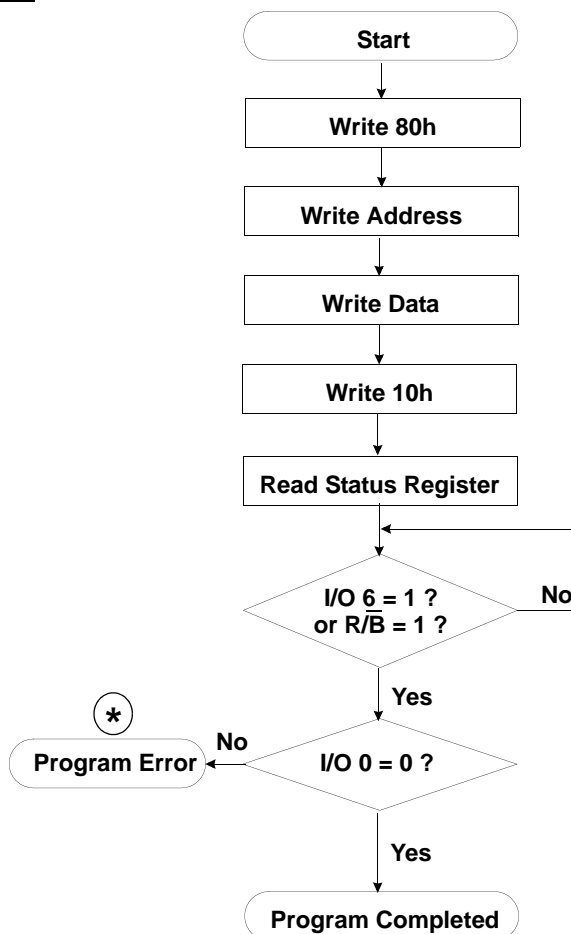 Start
Write 80h
Write Address
Write Data
Write 10h
Read Status Register
I/O 6 = 1 ?
or R/B̅ = 1 ?
No
Yes
*
No
Program Error
I/O 0 = 0 ?
Yes
Program Completed